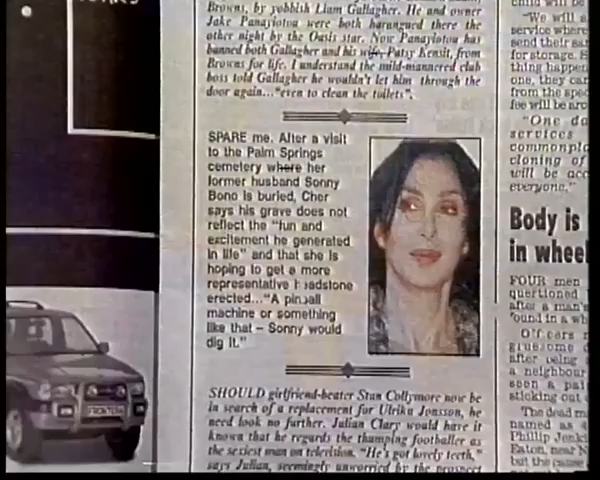 Browns, by yobbish Liam Gallagher. He and owner
Jake Panayiotou were both harangued there the
other night by the Oasis star. Now Panayiotou has
banned both Gallagher and his wife, Patsy Kensit, from
Browns for life. I understand the mild-mannered club
boss told Gallagher he wouldn't let him through the
door again..."even to clean the toilets".
SPARE me. After a visit
to the Palm Springs
cemetery where her
former husband Sonny
Bono is buried, Cher
says his grave does not
reflect the "fun and
excitement he generated
in life" and that she is
hoping to get a more
representative headstone
erected..."A pinball
machine or something
like that – Sonny would
dig it."
SHOULD girlfriend-beater Stan Collymore now be
in search of a replacement for Ulrika Jonsson, he
need look no further. Julian Clary would have it
known that he regards the thumping footballer as
the sexiest man on television. "He's got lovely teeth,"
says Julian, seemingly unworried by the prospect
"We will a
service where
send their
for storage.
thing happen
one, they can
from the spec
fee will be
"One da
services
commonpl
cloning of
will be
everyone."
Body is
in wheel
FOUR men
questioned
after a man's
found in a wh
Officers
gruesome d
after being
a neighbour
seen a pai
sticking out
The dead m
named as
Phillip Jenki
Eaton, near N
but the cause
FRONTERA